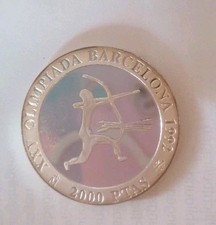 XXV OLIMPIADA BARCELONA 1992
2000 PTAS